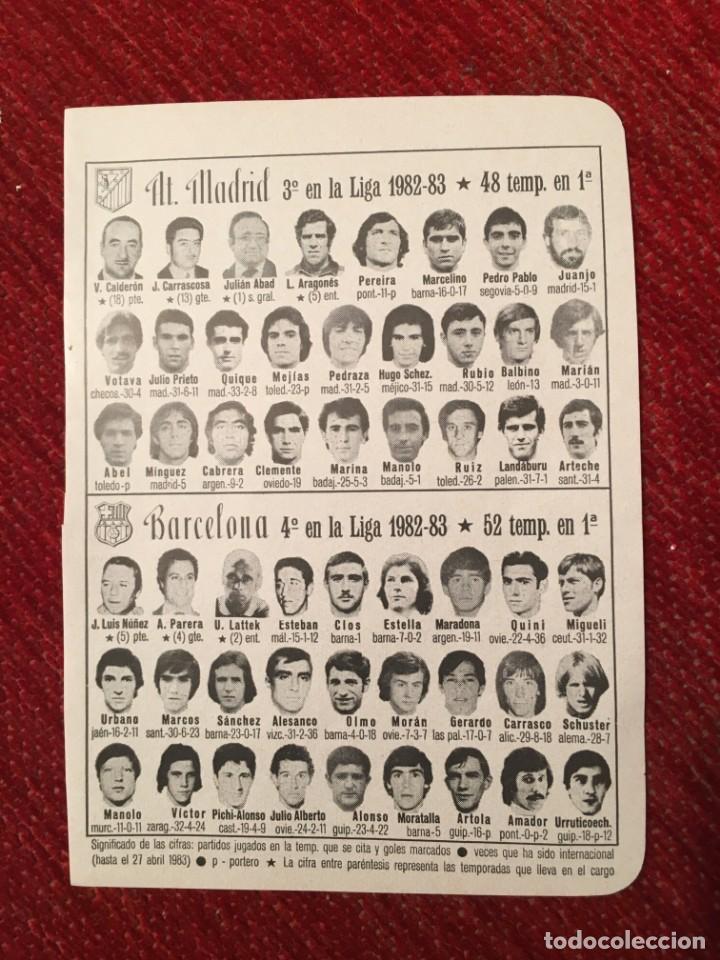 At. Madrid 3º en la Liga 1982-83 ★ 48 temp. en 1ª
V. Calderón J. Carrascosa Julián Abad L. Aragonés Pereira Marcelino Pedro Pablo Juanjo
★ (18) pte. ★ (13) gte. ★ (1) s. gral. ★ (5) ent. pont.-11-p barna-16-0-17 segovia-5-0-9 madrid-15-1
Votava Julio Prieto Quique Mejías Pedraza Hugo Schez. Rubio Balbino Marián
checos.-30-4 mad.-31-6-11 mad.-33-2-8 toled.-23-p mad.-31-2-5 méjico-31-15 mad.-30-5-12 león-13 mad.-3-0-11
Abel Mínguez Cabrera Clemente Marina Manolo Ruiz Landáburu Arteche
toledo-p madrid-5 argen.-9-2 oviedo-19 badaj.-25-5-3 badaj.-5-1 toled.-26-2 palen.-31-7-1 sant.-31-4
Barcelona 4º en la Liga 1982-83 ★ 52 temp. en 1ª
J. Luis Núñez A. Parera U. Lattek Esteban Clos Estella Maradona Quini Migueli
★ (5) pte. ★ (4) gte. ★ (2) ent. mál.-15-1-12 barna-1 barna-7-0-2 argen.-19-11 ovie.-22-4-36 ceut.-31-1-32
Urbano Marcos Sánchez Alesanco Olmo Morán Gerardo Carrasco Schuster
jaén-16-2-11 sant.-30-6-23 barna-23-0-17 vizc.-31-2-36 barna-4-0-18 ovie.-7-3-7 las pal.-17-0-7 alic.-29-8-18 alema.-28-7
Manolo Víctor Pichi-Alonso Julio Alberto Alonso Moratalla Artola Amador Urruticoech.
murc.-11-0-11 zarag.-32-4-24 cast.-19-4-9 ovie.-24-2-11 guip.-23-4-22 barna-5 guip.-16-p pont.-0-p-2 guip.-18-p-12
Significado de las cifras: partidos jugados en la temp. que se cita y goles marcados ● veces que ha sido internacional
(hasta el 27 abril 1983) ● p - portero ★ La cifra entre paréntesis representa las temporadas que lleva en el cargo
todocoleccion
todocoleccion.net